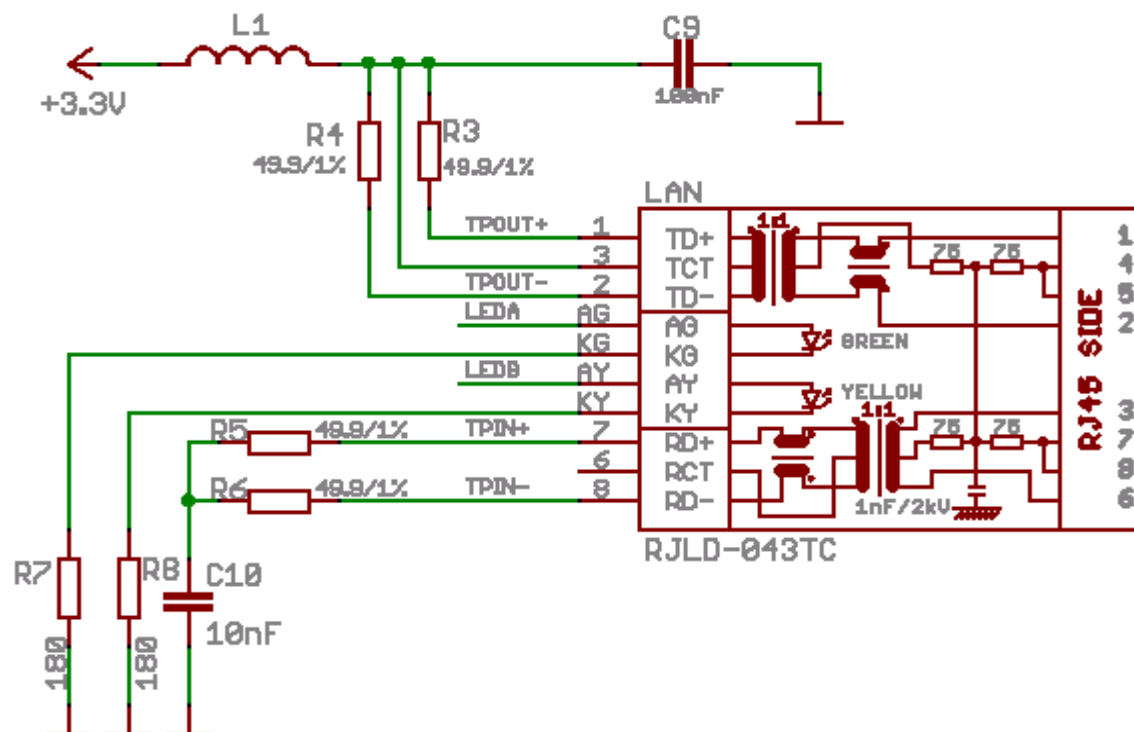 L1
C9
+3.3V
100nF
R4
R3
49.9/1%
49.9/1%
LAN
TPOUT+
1
TD+
1:1
1
3
TCT
75
75
4
TPOUT-
2
TD-
5
LEDA
AG
AG
2
KG
KG
GREEN
LEDB
AY
AY
KY
KY
YELLOW
1:1
3
R5
49.9/1%
TPIN+
7
RD+
75
75
7
6
RCT
8
R6
49.9/1%
TPIN-
8
RD-
1nF/2kV
6
RJ45 SIDE
RJLD-043TC
R7
R8
C10
180
180
10nF